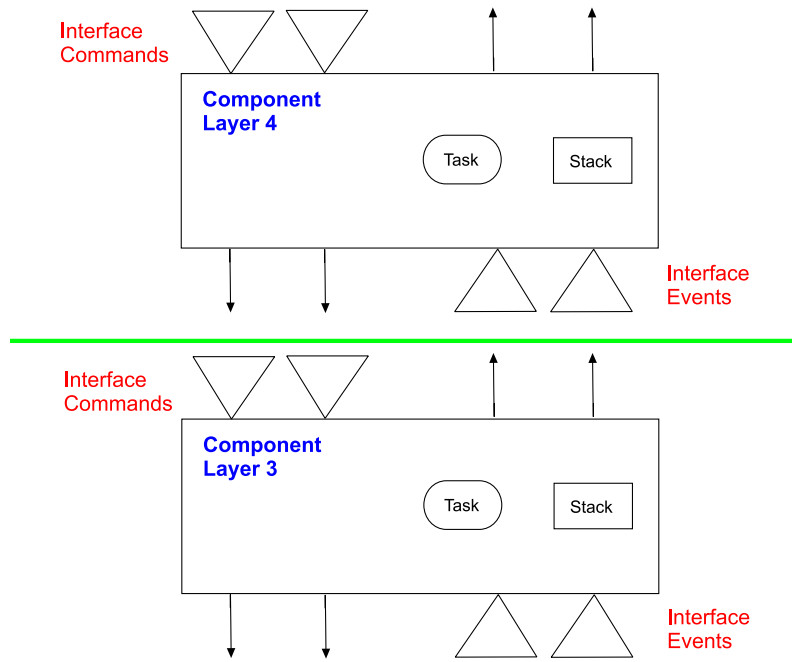 Interface
Commands
Component
Layer 4
Task
Stack
Interface
Events
Interface
Commands
Component
Layer 3
Task
Stack
Interface
Events